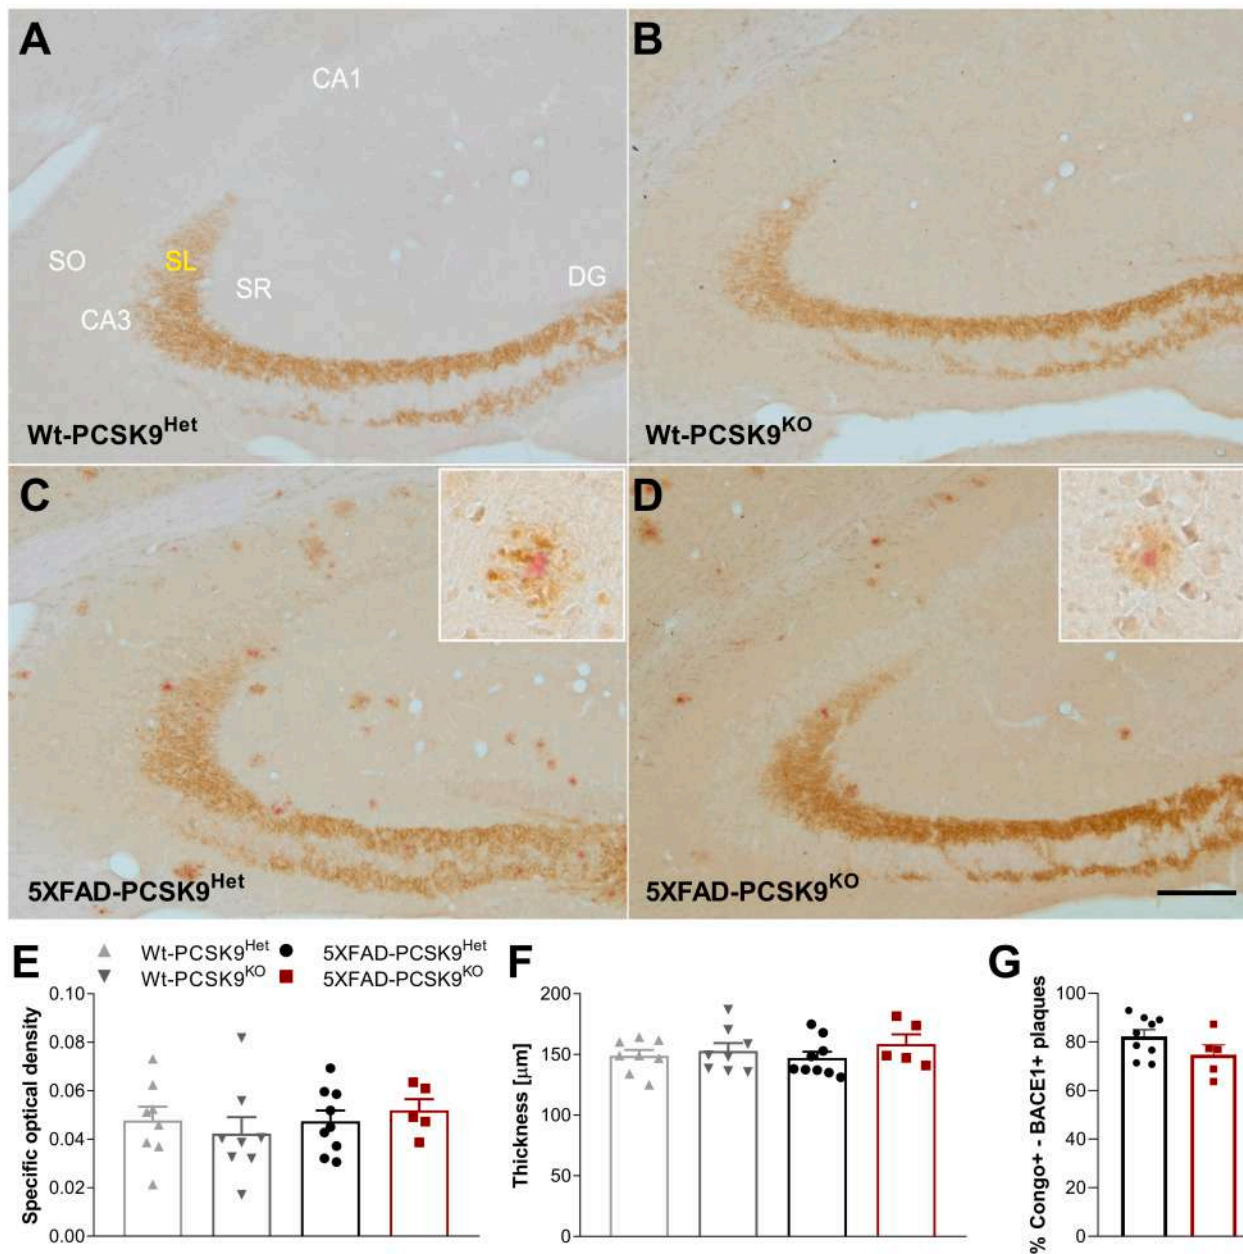 A
B
CA1
SO
SL
SR
DG
CA3
Wt-PCSK9Het
Wt-PCSK9KO
C
D
5XFAD-PCSK9Het
5XFAD-PCSK9KO
E
Wt-PCSK9Het
5XFAD-PCSK9Het
Wt-PCSK9KO
5XFAD-PCSK9KO
F
G
Specific optical density
0.10
0.08
0.06
0.04
0.02
0.00
Thickness [µm]
200
150
100
50
0
% Congo+ - BACE1+ plaques
100
80
60
40
20
0